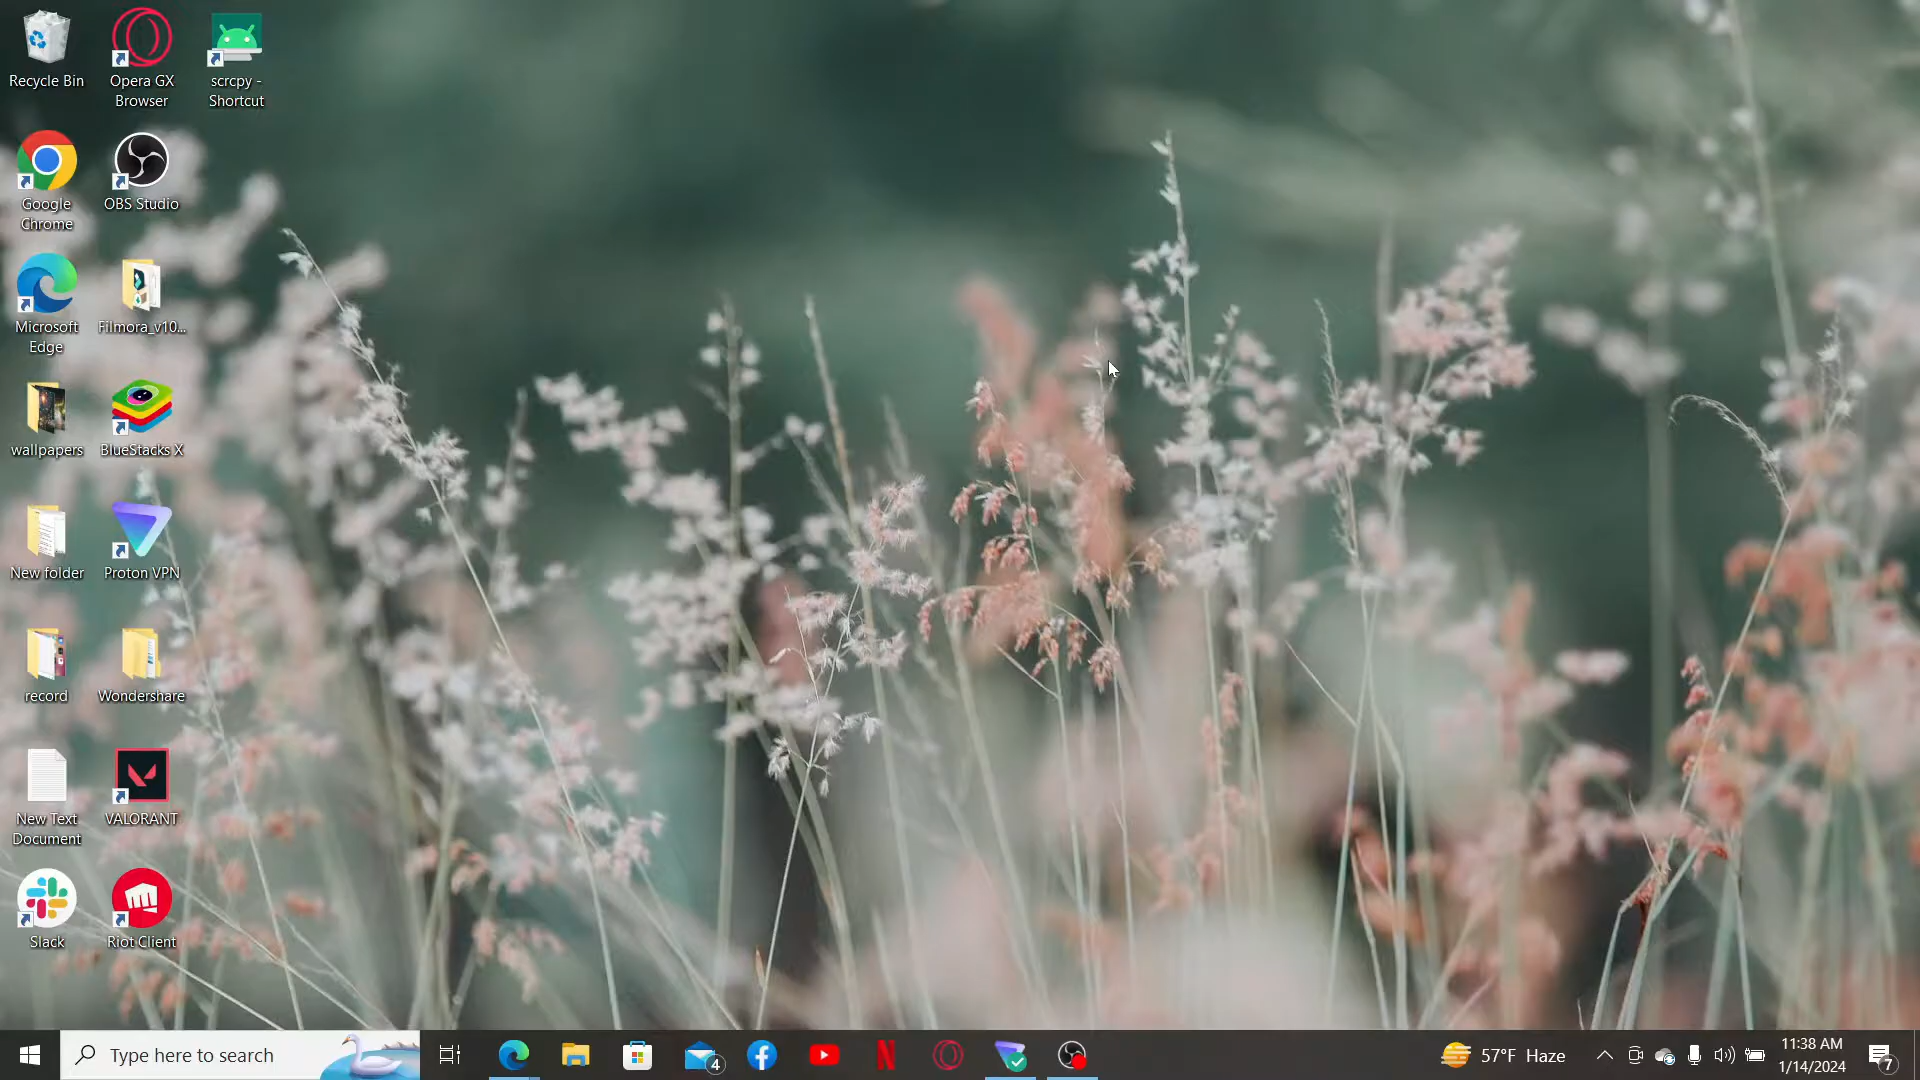 Recycle Bin
Opera GX
Browser
scrcpy -
Shortcut
Google
Chrome
OBS Studio
Microsoft
Edge
Filmora_v10...
wallpapers
BlueStacks X
New folder
Proton VPN
record
Wondershare
New Text
Document
VALORANT
Slack
Riot Client
Type here to search
4
57°F Haze
11:38 AM
1/14/2024
7